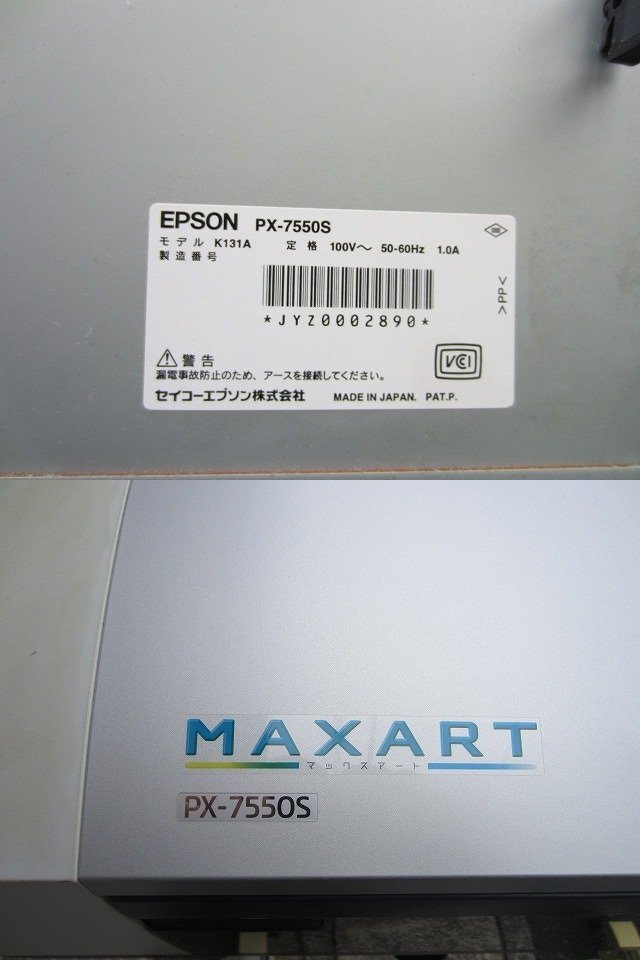 EPSON PX-7550S
モデル K131A 定格 100V～ 50-60Hz 1.0A
製造番号
*JYZ0002890*
>PP<
⚠ 警告
漏電事故防止のため、アースを接続してください。
VCCI
セイコーエプソン株式会社 MADE IN JAPAN. PAT.P.
MAXART
マックスアート
PX-7550S